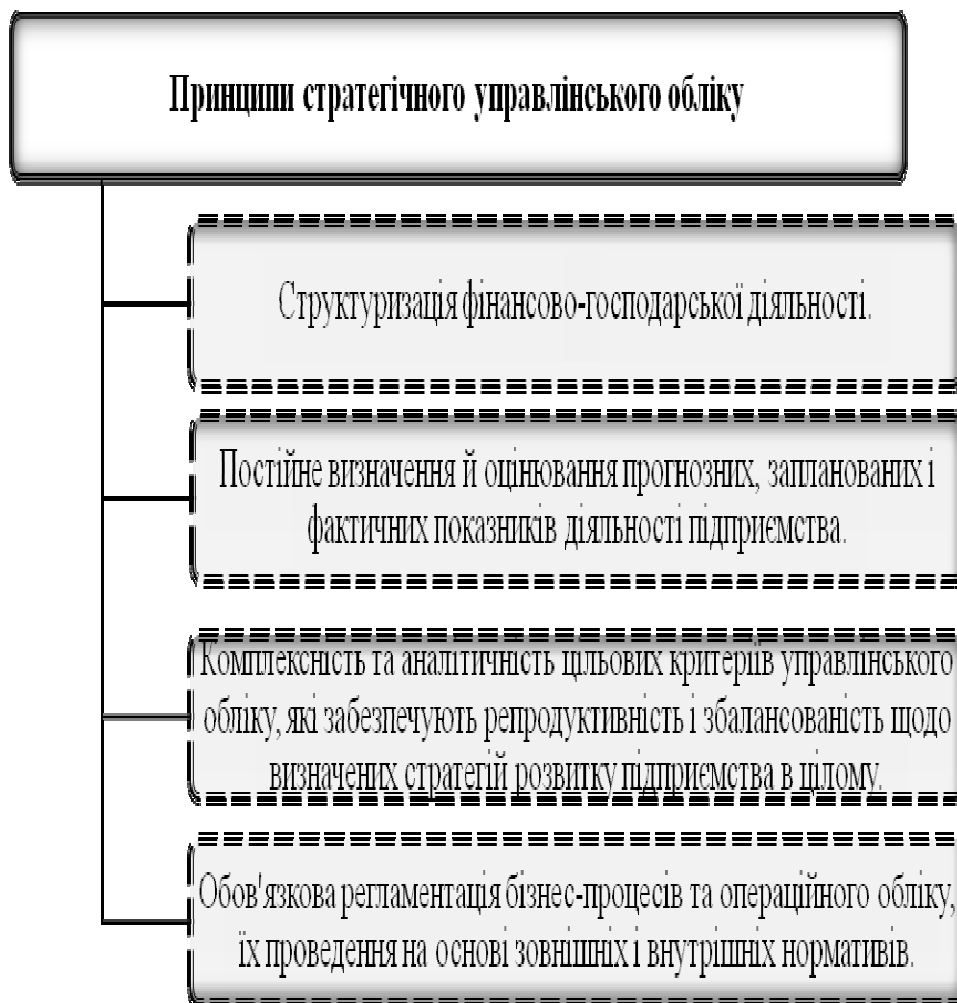 Принципи стратегічного управлінського обліку
Структуризація фінансово-господарської діяльності.
Постійне визначення й оцінювання прогнозних, запланованих і
фактичних показників діяльності підприємства.
Комплексність та аналітичність цільових критеріїв управлінського
обліку, які забезпечують репродуктивність і збалансованість щодо
визначених стратегій розвитку підприємства в цілому.
Обов'язкова регламентація бізнес-процесів та операційного обліку,
їх проведення на основі зовнішніх і внутрішніх нормативів.